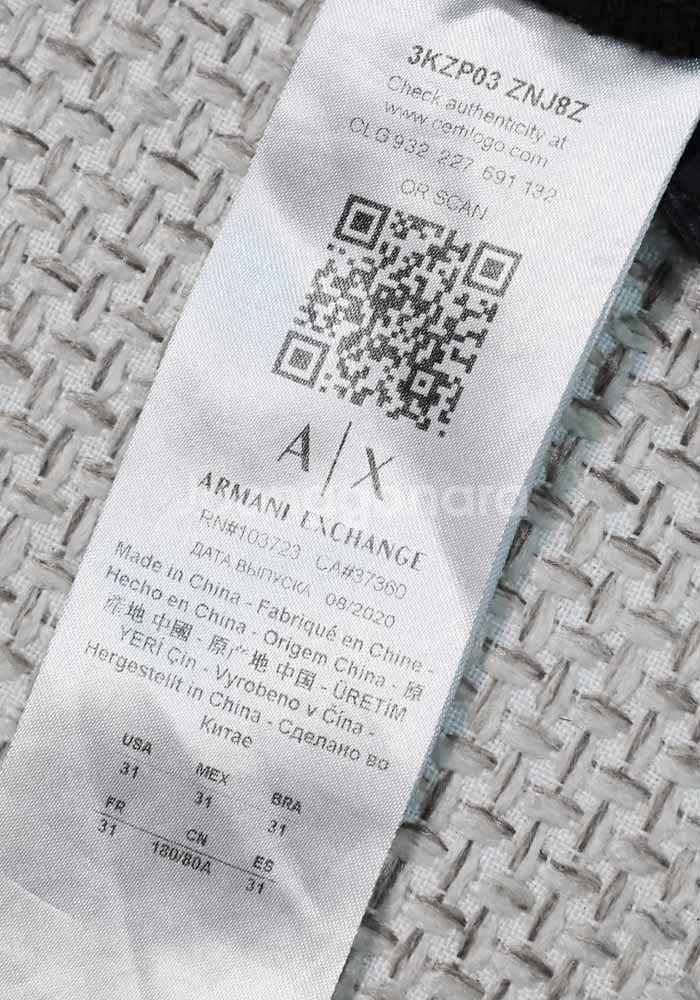 3KZP03 ZNJ8Z
Check authenticity at
www.certilogo.com
CLG 932 227 691 132
OR SCAN
A|X
ARMANI EXCHANGE
RN#103723 CA#37360
ДАТА ВЫПУСКА 08/2020
Made in China - Fabriqué en Chine -
Hecho en China - Origem China - 原
產地 中國 - 原产地 中国 - ÜRETİM
YERİ Çin - Vyrobeno v Čína -
Hergestellt in China - Сделано во
Китае
USA MEX BRA
31 31 31
FR CN ES
31 180/80A 31